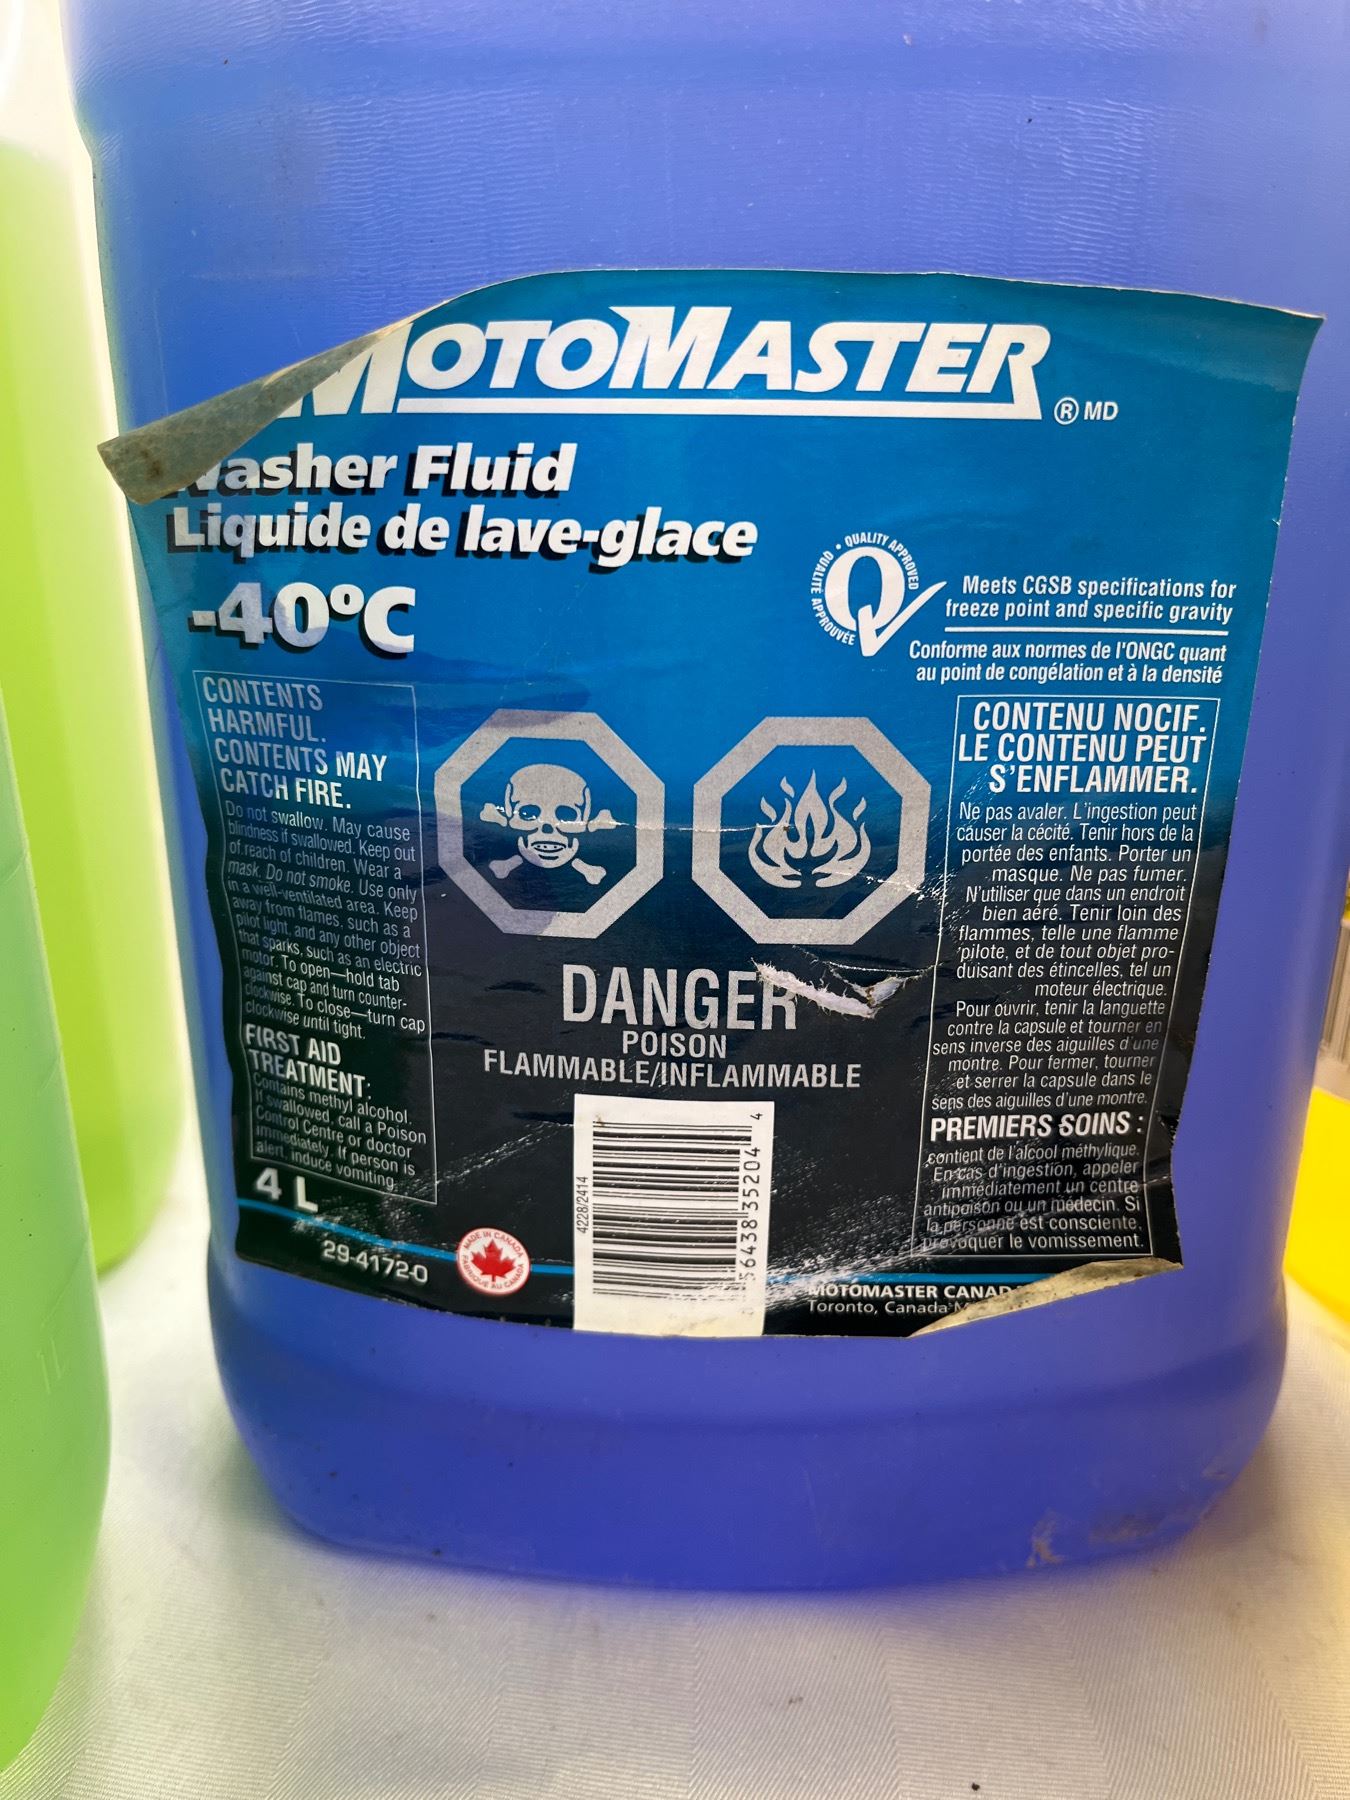 MOTOMASTER
® MD
Washer Fluid
Liquide de lave-glace
-40°C
QUALITY APPROVED • QUALITÉ APPROUVÉE
Q
Meets CGSB specifications for
freeze point and specific gravity
Conforme aux normes de l'ONGC quant
au point de congélation et à la densité
CONTENTS
HARMFUL.
CONTENTS MAY
CATCH FIRE.
Do not swallow. May cause
blindness if swallowed. Keep out
of reach of children. Wear a
mask. Do not smoke. Use only
in a well-ventilated area. Keep
away from flames, such as a
pilot light, and any other object
that sparks, such as an electric
motor. To open—hold tab
against cap and turn counter-
clockwise. To close—turn cap
clockwise until tight.
FIRST AID
TREATMENT:
Contains methyl alcohol.
If swallowed, call a Poison
Control Centre or doctor
immediately. If person is
alert, induce vomiting.
4 L
29-4172-0
MADE IN CANADA
FABRIQUÉ AU CANADA
DANGER
POISON
FLAMMABLE/INFLAMMABLE
4228/2414
56438 35204 4
CONTENU NOCIF.
LE CONTENU PEUT
S'ENFLAMMER.
Ne pas avaler. L'ingestion peut
causer la cécité. Tenir hors de la
portée des enfants. Porter un
masque. Ne pas fumer.
N'utiliser que dans un endroit
bien aéré. Tenir loin des
flammes, telle une flamme
pilote, et de tout objet pro-
duisant des étincelles, tel un
moteur électrique.
Pour ouvrir, tenir la languette
contre la capsule et tourner en
sens inverse des aiguilles d'une
montre. Pour fermer, tourner
et serrer la capsule dans le
sens des aiguilles d'une montre.
PREMIERS SOINS :
contient de l'alcool méthylique.
En cas d'ingestion, appeler
immédiatement un centre
antipoison ou un médecin. Si
la personne est consciente,
provoquer le vomissement.
MOTOMASTER CANAD
Toronto, Canada M
1L